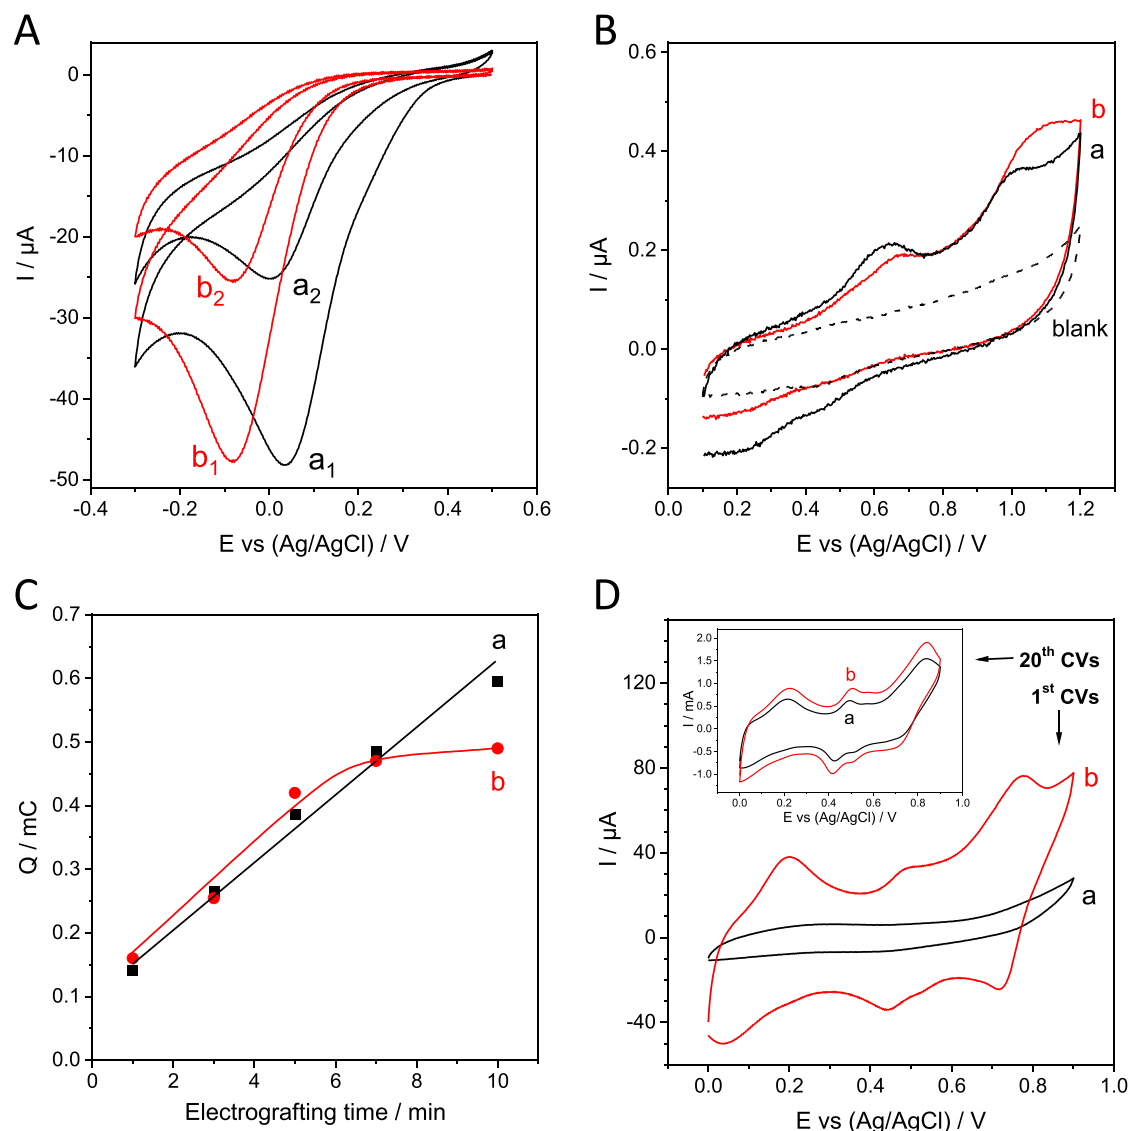 A
0
-10
-20
-30
-40
-50
I / µA
b₂
a₂
b₁
a₁
-0.4
-0.2
0.0
0.2
0.4
0.6
E vs (Ag/AgCl) / V
B
0.6
0.4
0.2
0.0
-0.2
I / µA
b
a
blank
0.2
0.4
0.6
0.8
1.0
1.2
E vs (Ag/AgCl) / V
C
0.7
0.6
0.5
0.4
0.3
0.2
0.1
0.0
Q / mC
a
b
0
2
4
6
8
10
Electrografting time / min
D
120
80
40
0
-40
I / µA
2.0
1.5
1.0
0.5
0.0
-0.5
-1.0
I / mA
b
a
0.0
0.2
0.4
0.6
0.8
1.0
E vs (Ag/AgCl) / V
20th CVs
1st CVs
b
a
0.0
0.2
0.4
0.6
0.8
1.0
E vs (Ag/AgCl) / V